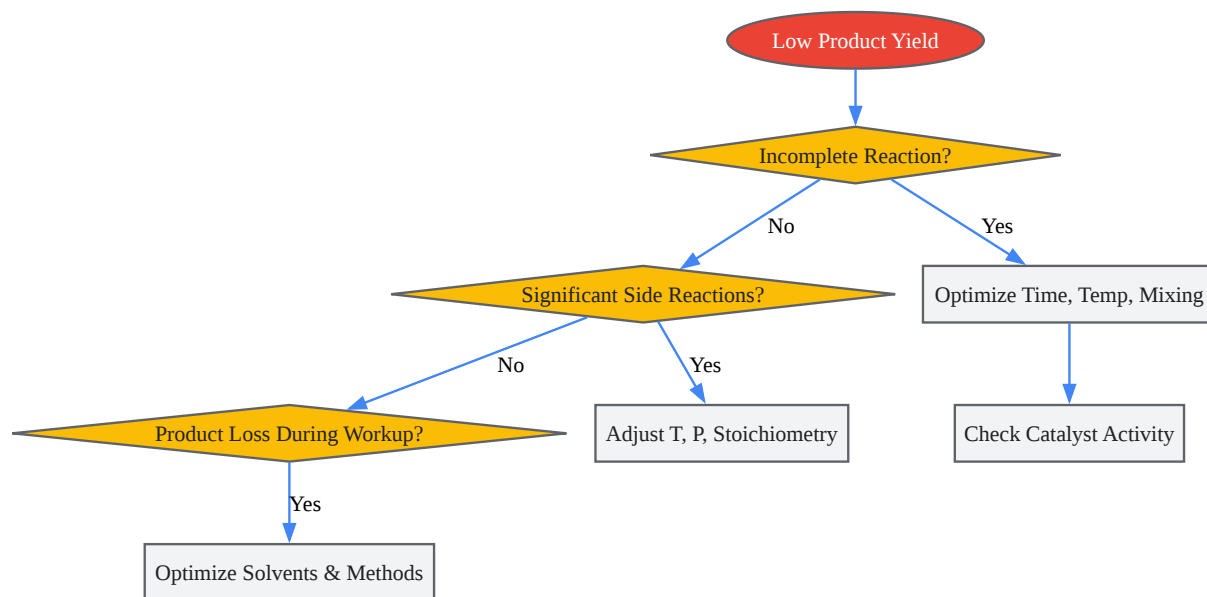 Low Product Yield
Incomplete Reaction?
No
Yes
Significant Side Reactions?
Optimize Time, Temp, Mixing
No
Yes
Product Loss During Workup?
Adjust T, P, Stoichiometry
Check Catalyst Activity
Yes
Optimize Solvents & Methods